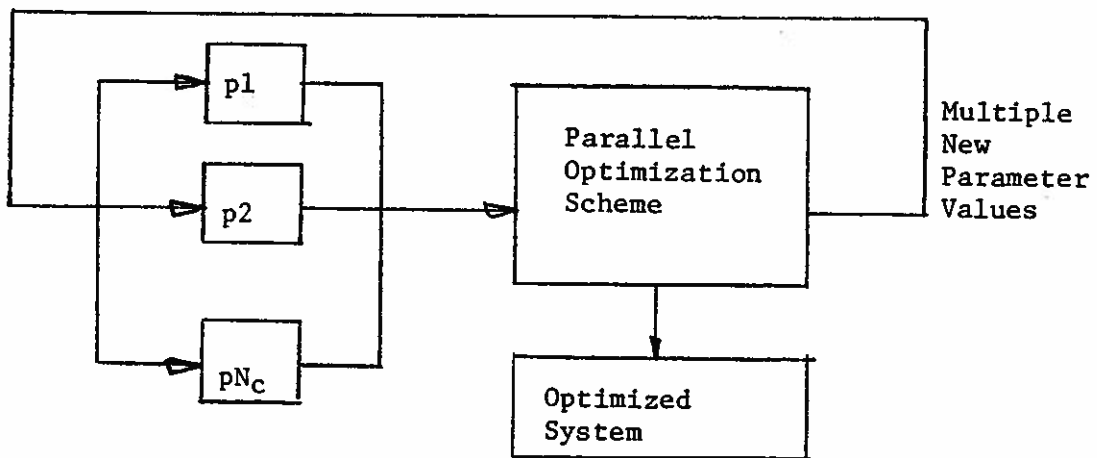 p1
p2
pN_c
Parallel
Optimization
Scheme
Multiple
New
Parameter
Values
Optimized
System